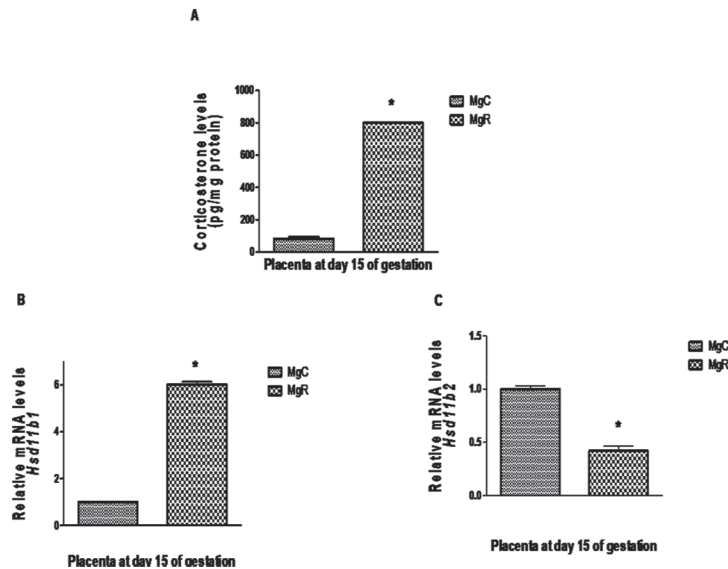 A
Corticosterone levels
(pg/mg protein)
1000
800
600
400
200
0
*
MgC
MgR
Placenta at day 15 of gestation
B
Relative mRNA levels
Hsd11b1
6
4
2
0
*
MgC
MgR
Placenta at day 15 of gestation
C
Relative mRNA levels
Hsd11b2
1.5
1.0
0.5
0.0
*
MgC
MgR
Placenta at day 15 of gestation